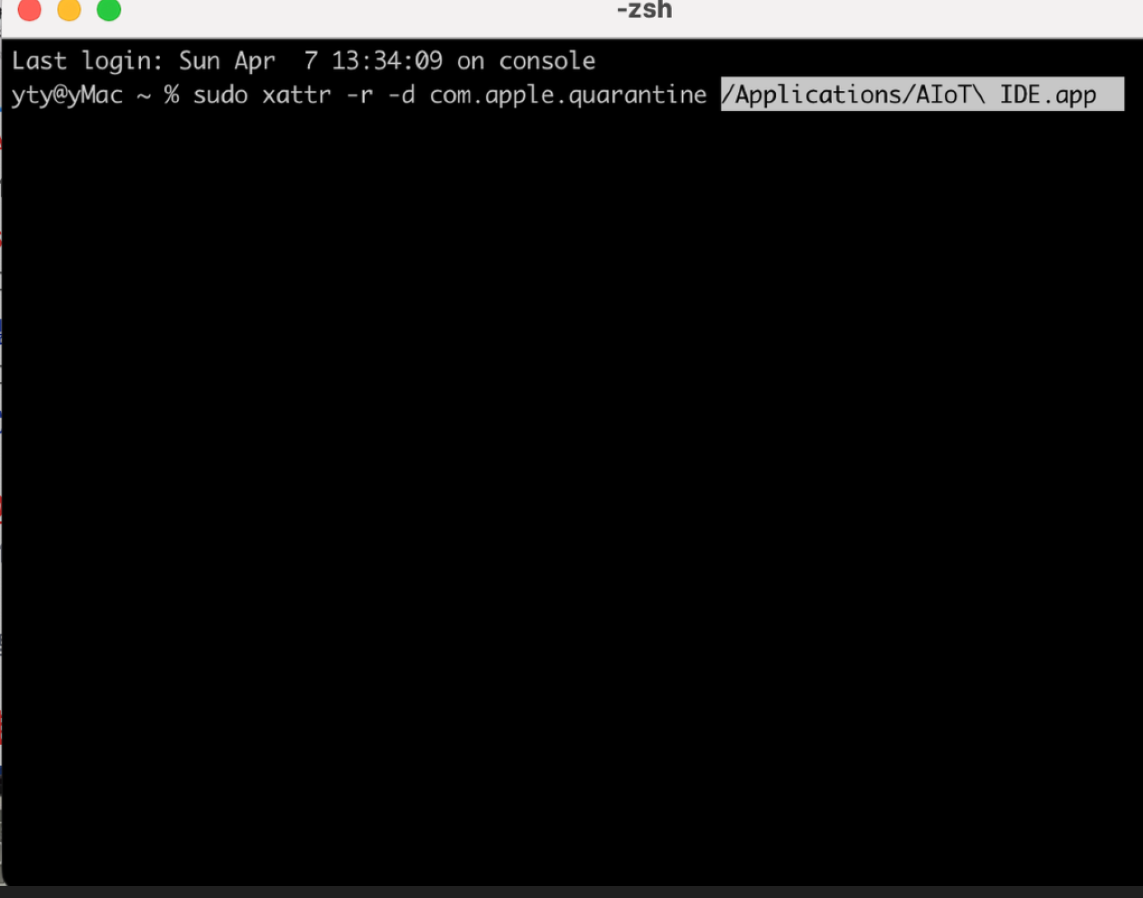 -zsh
Last login: Sun Apr  7 13:34:09 on console
yty@yMac ~ % sudo xattr -r -d com.apple.quarantine /Applications/AIoT\ IDE.app